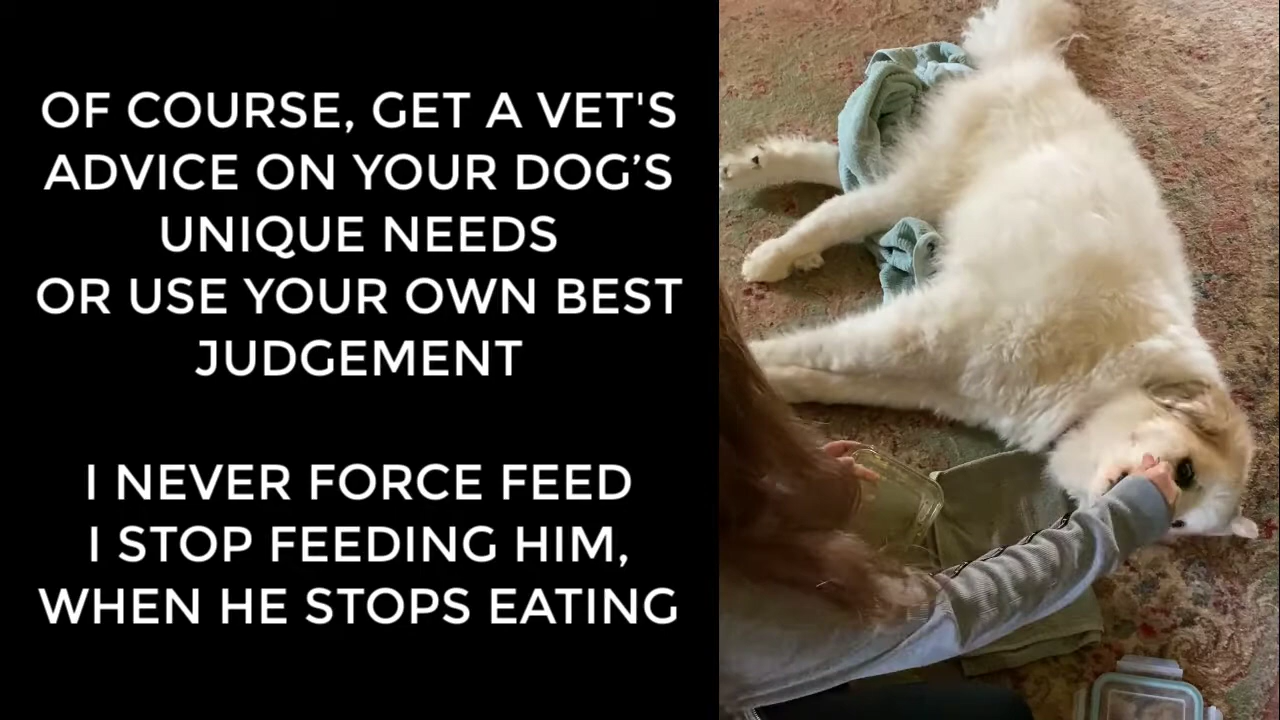 OF COURSE, GET A VET'S
ADVICE ON YOUR DOG’S
UNIQUE NEEDS
OR USE YOUR OWN BEST
JUDGEMENT
I NEVER FORCE FEED
I STOP FEEDING HIM,
WHEN HE STOPS EATING